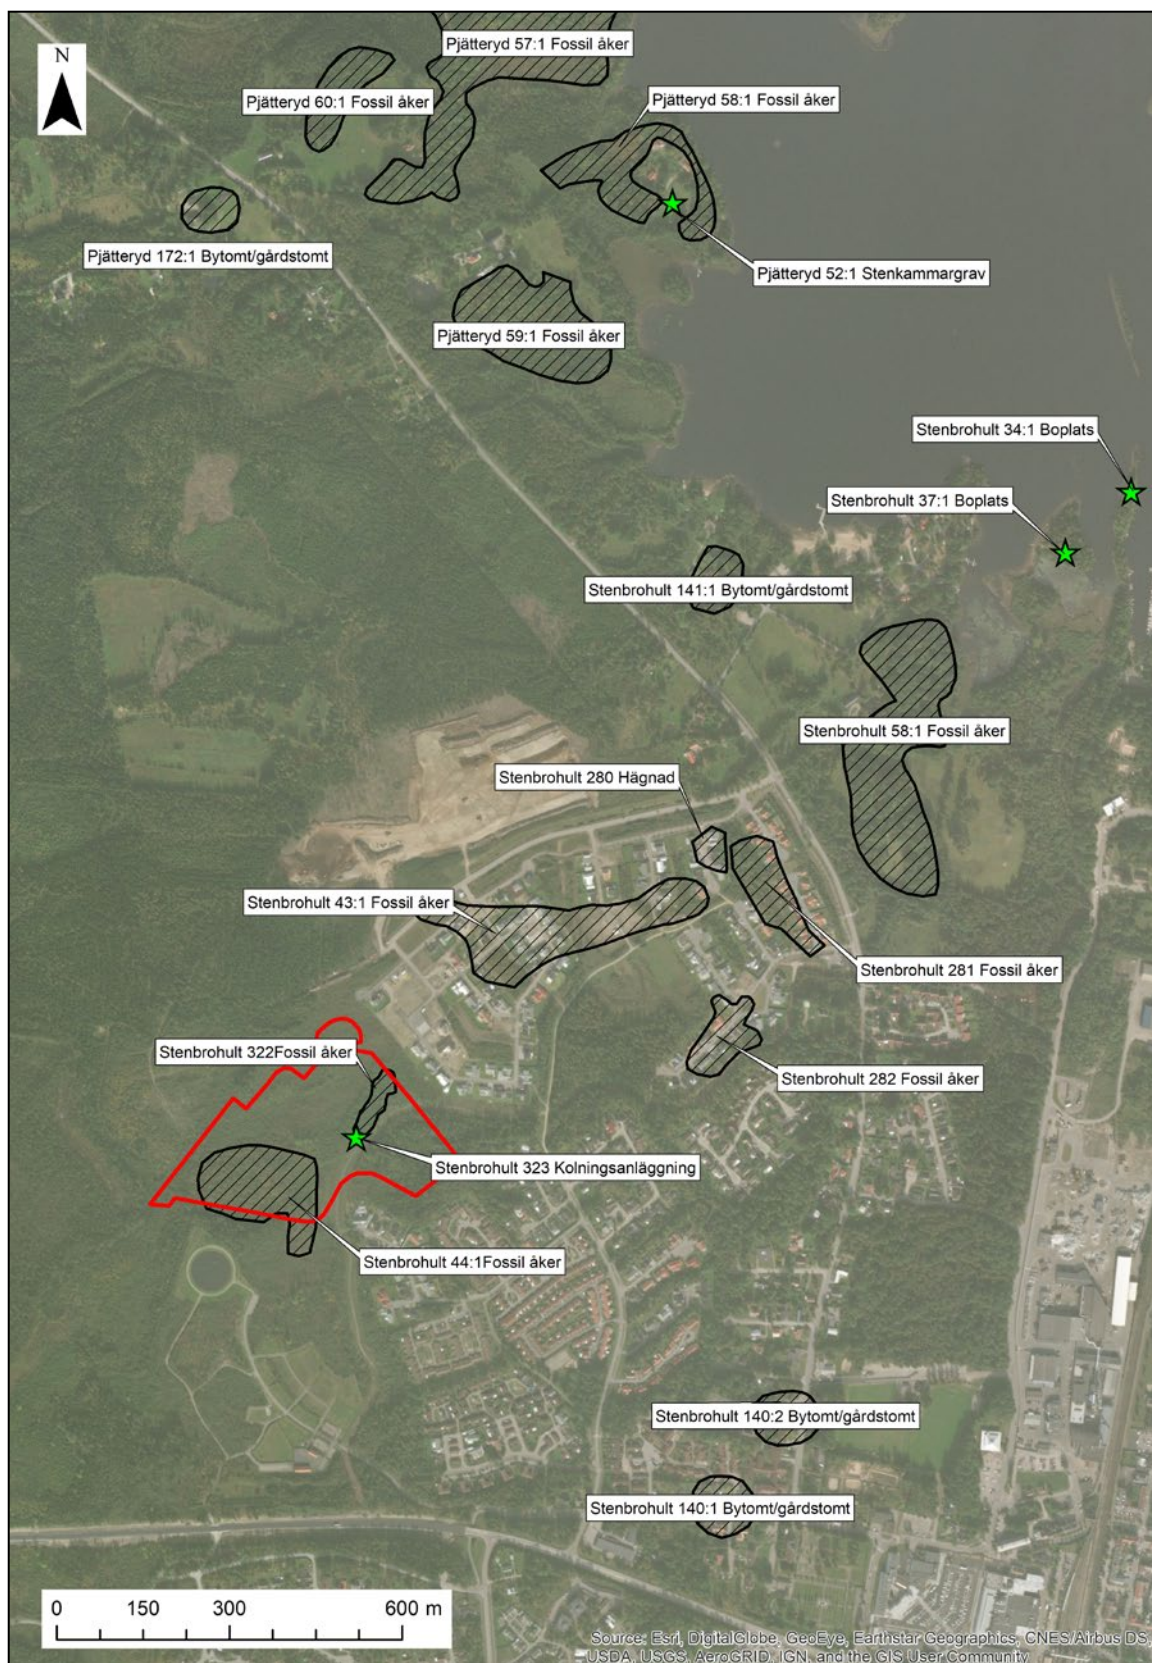 Pjätteryd 57:1 Fossil åker
N
Pjätteryd 60:1 Fossil åker
Pjätteryd 58:1 Fossil åker
Pjätteryd 172:1 Bytomt/gårdstomt
Pjätteryd 52:1 Stenkammargrav
Pjätteryd 59:1 Fossil åker
Stenbrohult 34:1 Boplats
Stenbrohult 37:1 Boplats
Stenbrohult 141:1 Bytomt/gårdstomt
Stenbrohult 58:1 Fossil åker
Stenbrohult 280 Hägnad
Stenbrohult 43:1 Fossil åker
Stenbrohult 281 Fossil åker
Stenbrohult 322Fossil åker
Stenbrohult 282 Fossil åker
Stenbrohult 323 Kolningsanläggning
Stenbrohult 44:1Fossil åker
Stenbrohult 140:2 Bytomt/gårdstomt
Stenbrohult 140:1 Bytomt/gårdstomt
0 150 300 600 m
Source: Esri, DigitalGlobe, GeoEye, Earthstar Geographics, CNES/Airbus DS,
USDA, USGS, AeroGRID, IGN, and the GIS User Community